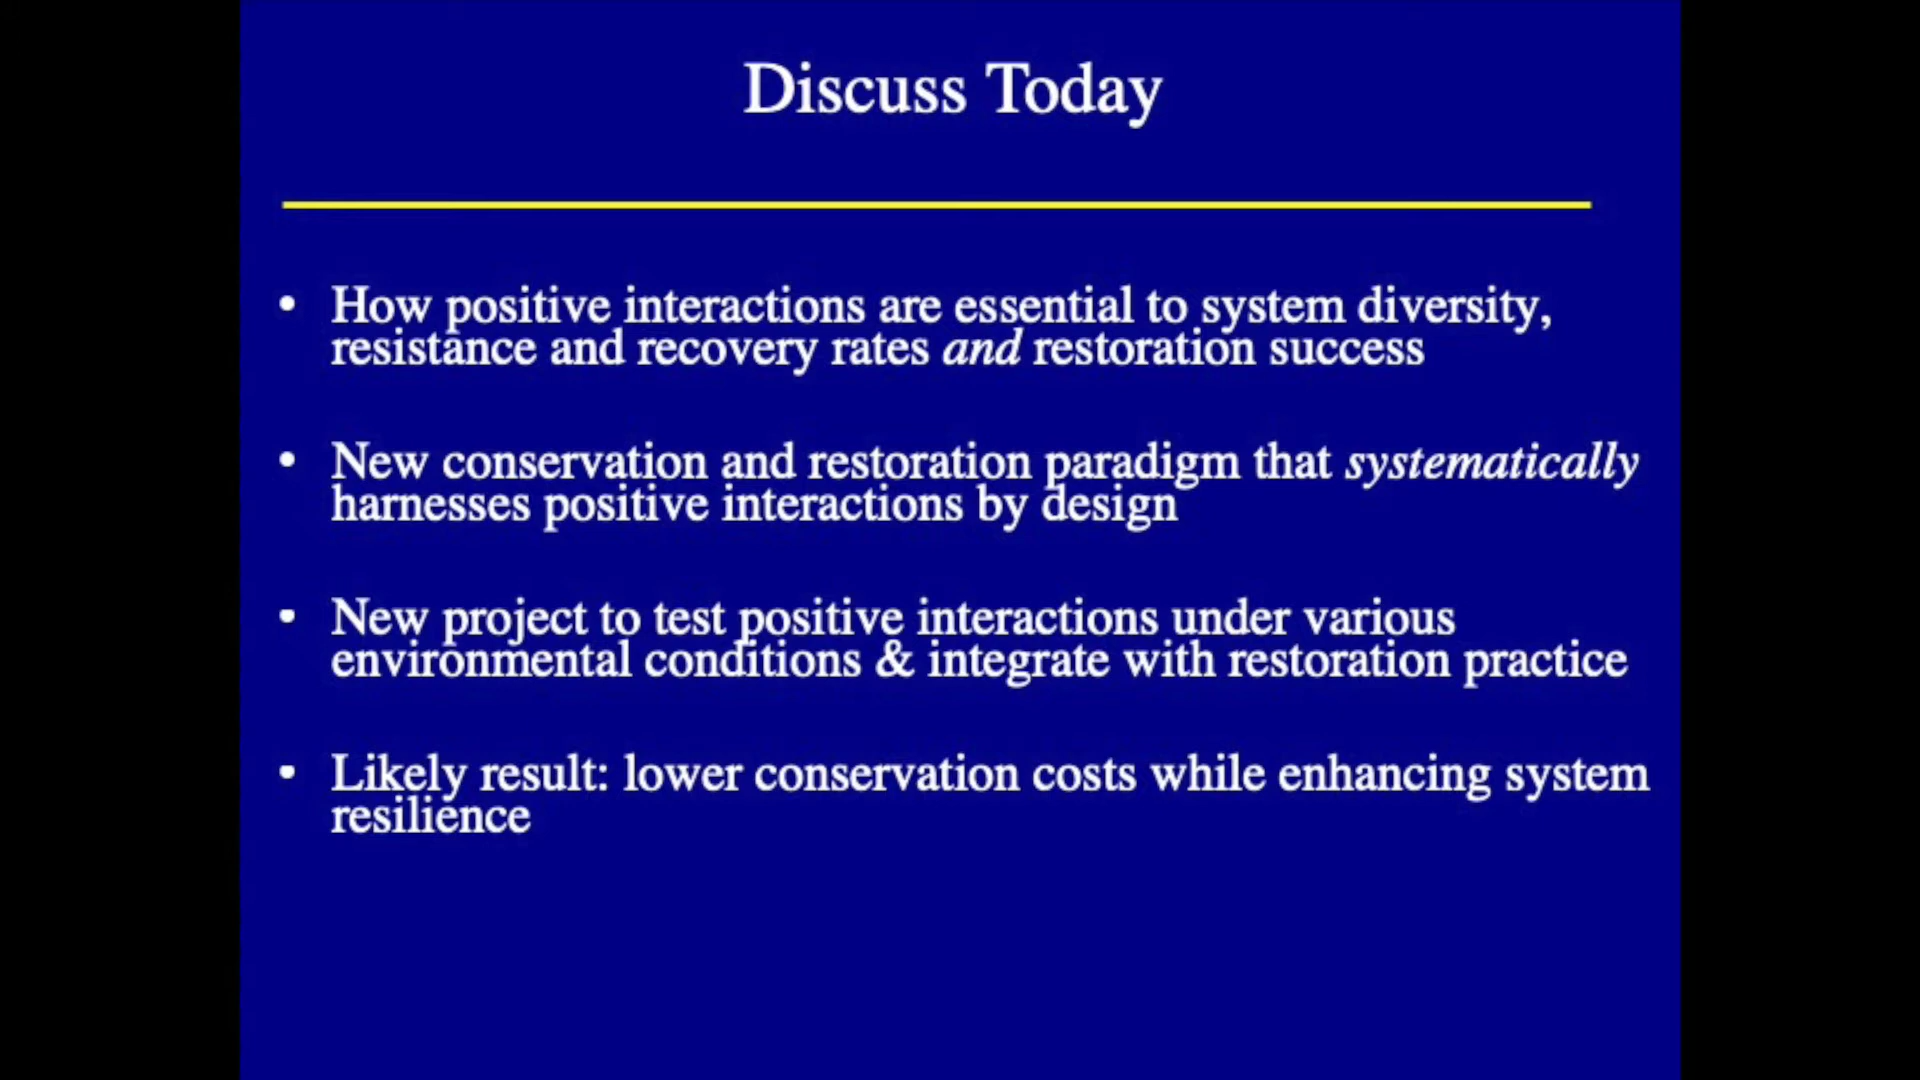 Discuss Today
• How positive interactions are essential to system diversity,
resistance and recovery rates and restoration success
• New conservation and restoration paradigm that systematically
harnesses positive interactions by design
• New project to test positive interactions under various
environmental conditions & integrate with restoration practice
• Likely result: lower conservation costs while enhancing system
resilience